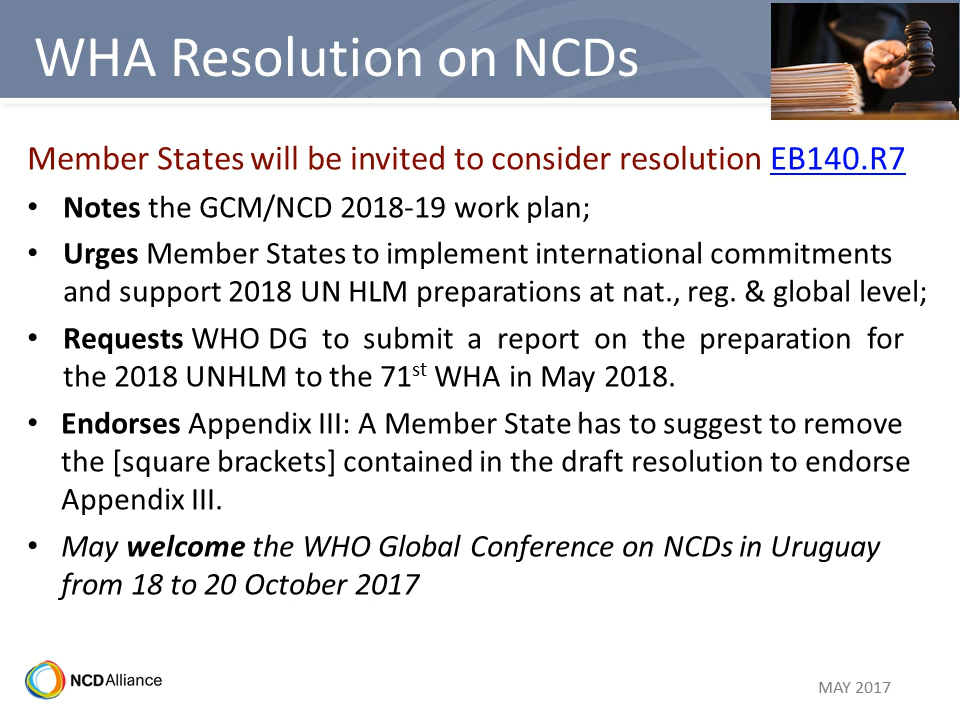 WHA Resolution on NCDs
Member States will be invited to consider resolution EB140.R7
• Notes the GCM/NCD 2018-19 work plan;
• Urges Member States to implement international commitments
and support 2018 UN HLM preparations at nat., reg. & global level;
• Requests WHO DG to submit a report on the preparation for
the 2018 UNHLM to the 71st WHA in May 2018.
• Endorses Appendix III: A Member State has to suggest to remove
the [square brackets] contained in the draft resolution to endorse
Appendix III.
• May welcome the WHO Global Conference on NCDs in Uruguay
from 18 to 20 October 2017
NCD Alliance
MAY 2017